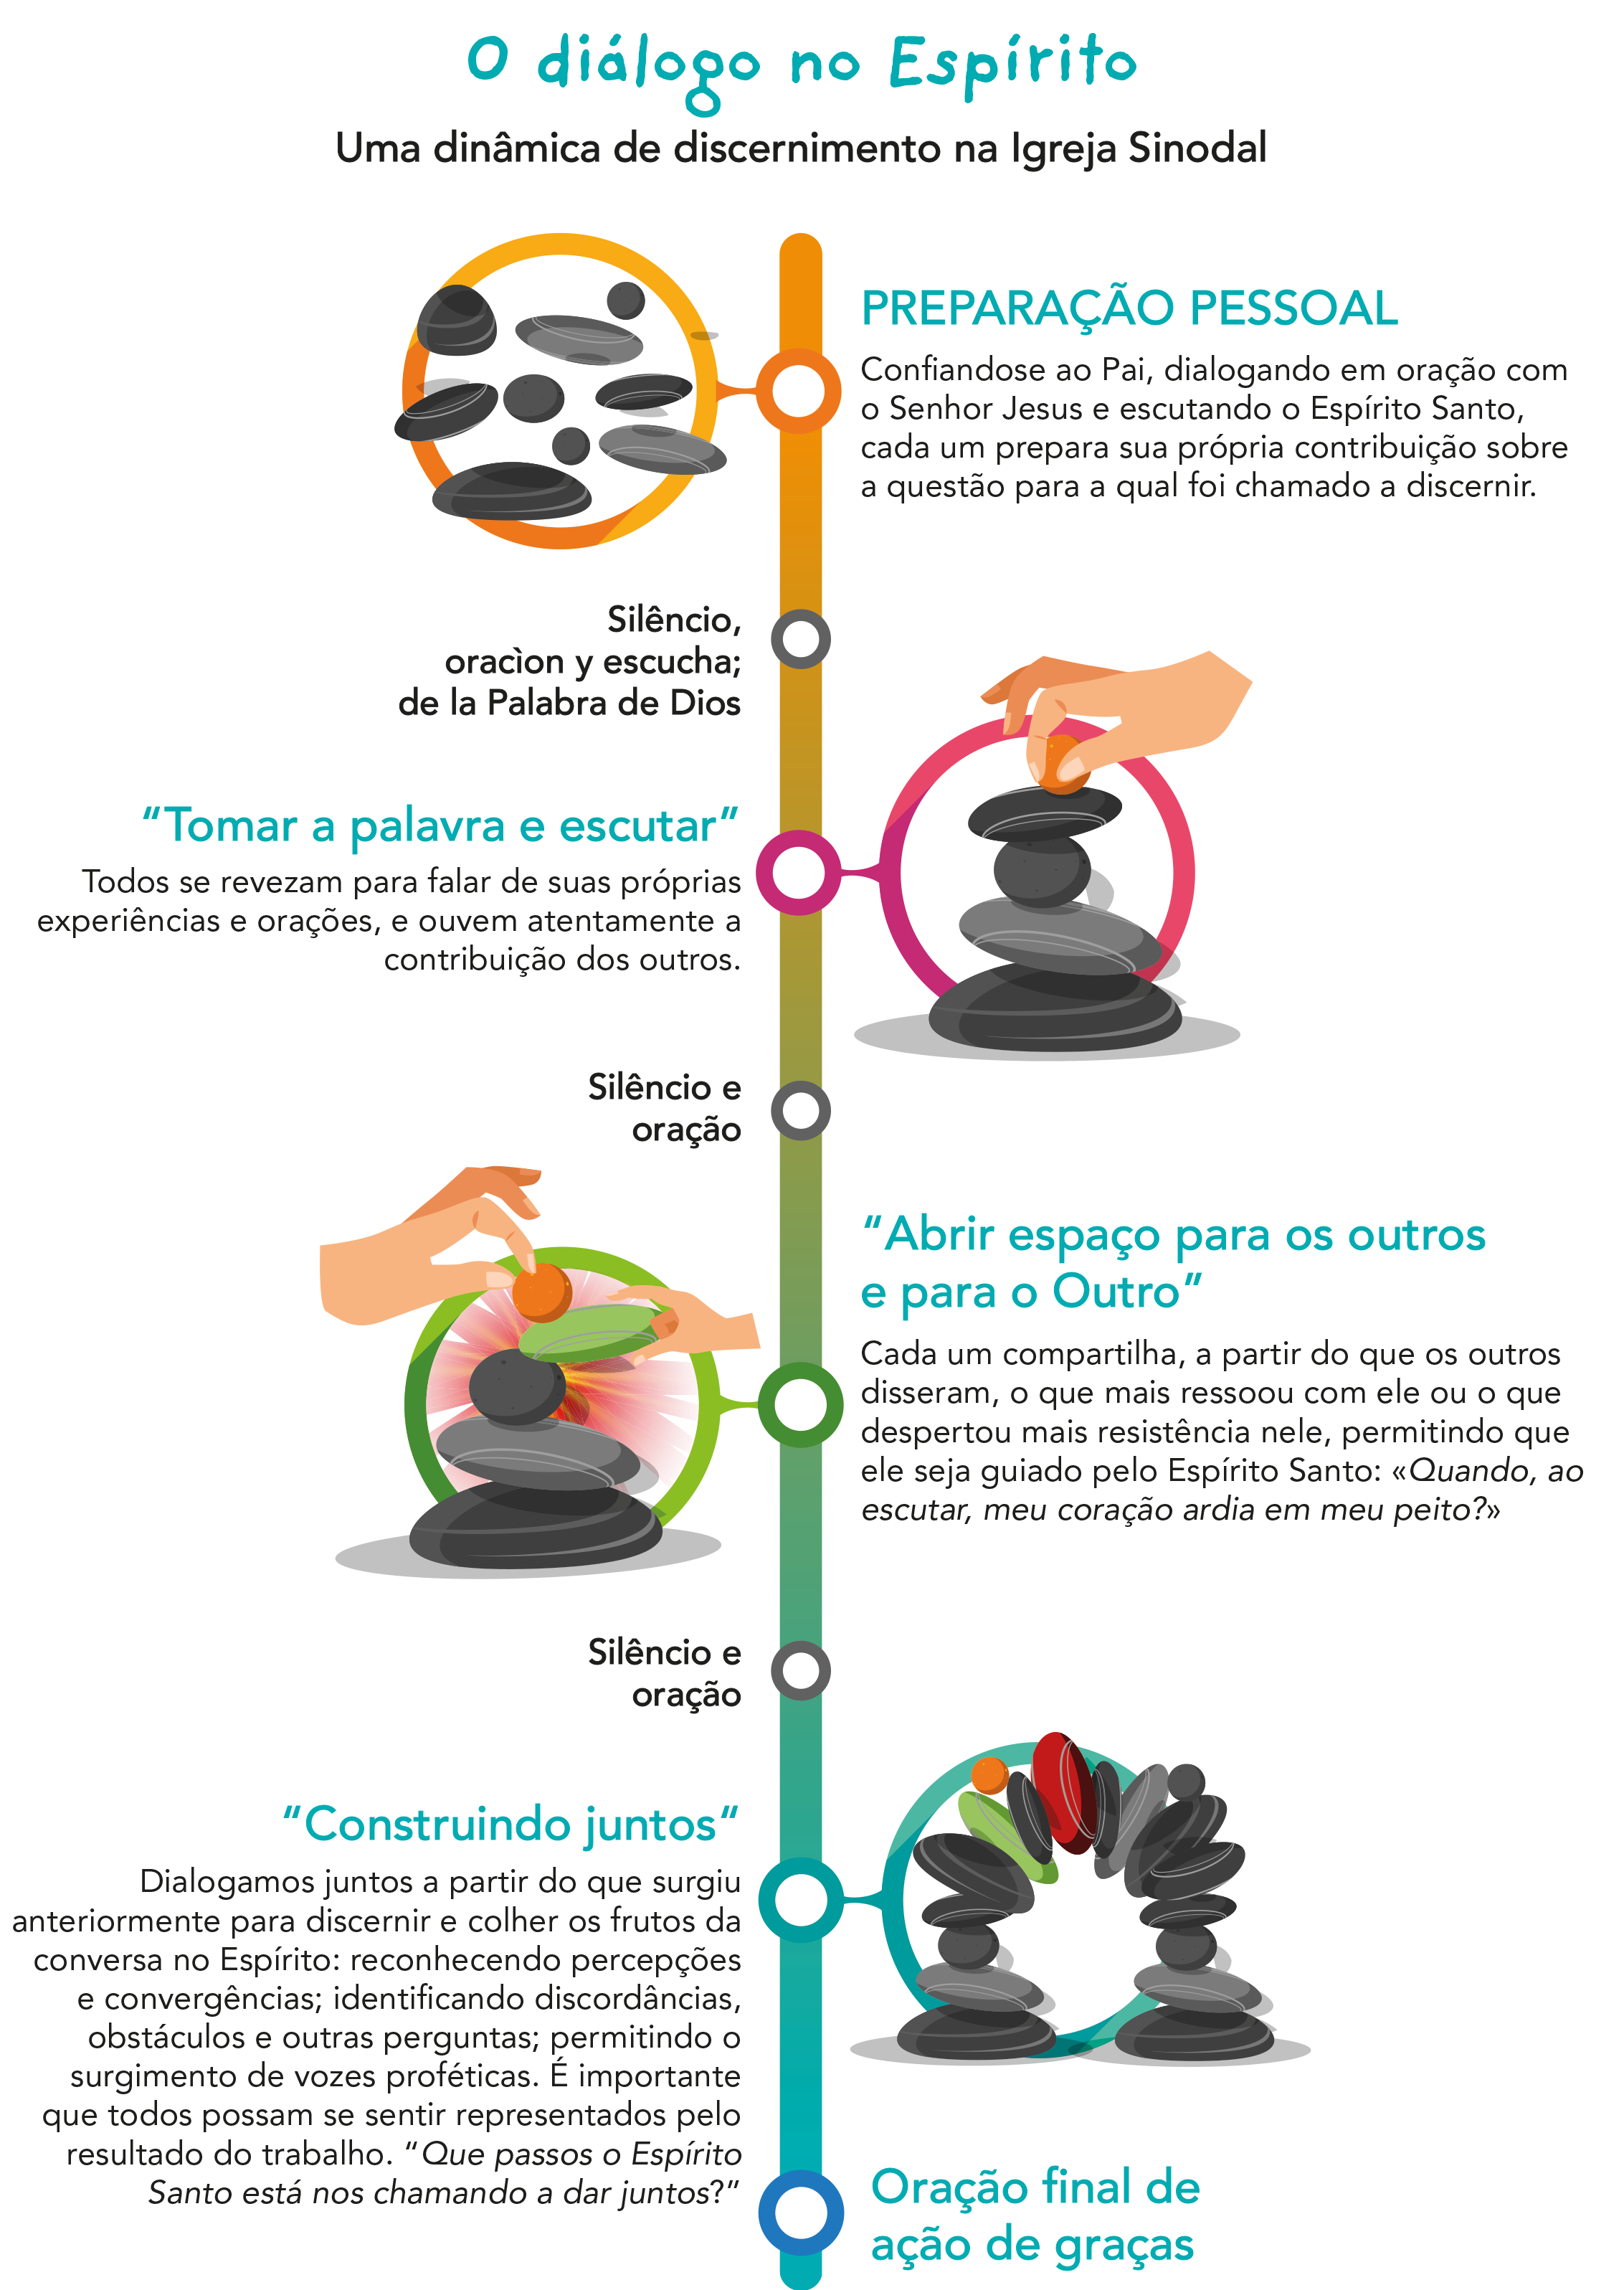 O diálogo no Espírito
Uma dinâmica de discernimento na Igreja Sinodal
PREPARAÇÃO PESSOAL
Confiandose ao Pai, dialogando em oração com
o Senhor Jesus e escutando o Espírito Santo,
cada um prepara sua própria contribuição sobre
a questão para a qual foi chamado a discernir.
Silêncio,
oracìon y escucha;
de la Palabra de Dios
“Tomar a palavra e escutar”
Todos se revezam para falar de suas próprias
experiências e orações, e ouvem atentamente a
contribuição dos outros.
Silêncio e
oração
“Abrir espaço para os outros
e para o Outro”
Cada um compartilha, a partir do que os outros
disseram, o que mais ressoou com ele ou o que
despertou mais resistência nele, permitindo que
ele seja guiado pelo Espírito Santo: «Quando, ao
escutar, meu coração ardia em meu peito?»
Silêncio e
oração
“Construindo juntos“
Dialogamos juntos a partir do que surgiu
anteriormente para discernir e colher os frutos da
conversa no Espírito: reconhecendo percepções
e convergências; identificando discordâncias,
obstáculos e outras perguntas; permitindo o
surgimento de vozes proféticas. É importante
que todos possam se sentir representados pelo
resultado do trabalho. “Que passos o Espírito
Santo está nos chamando a dar juntos?”
Oração final de
ação de graças